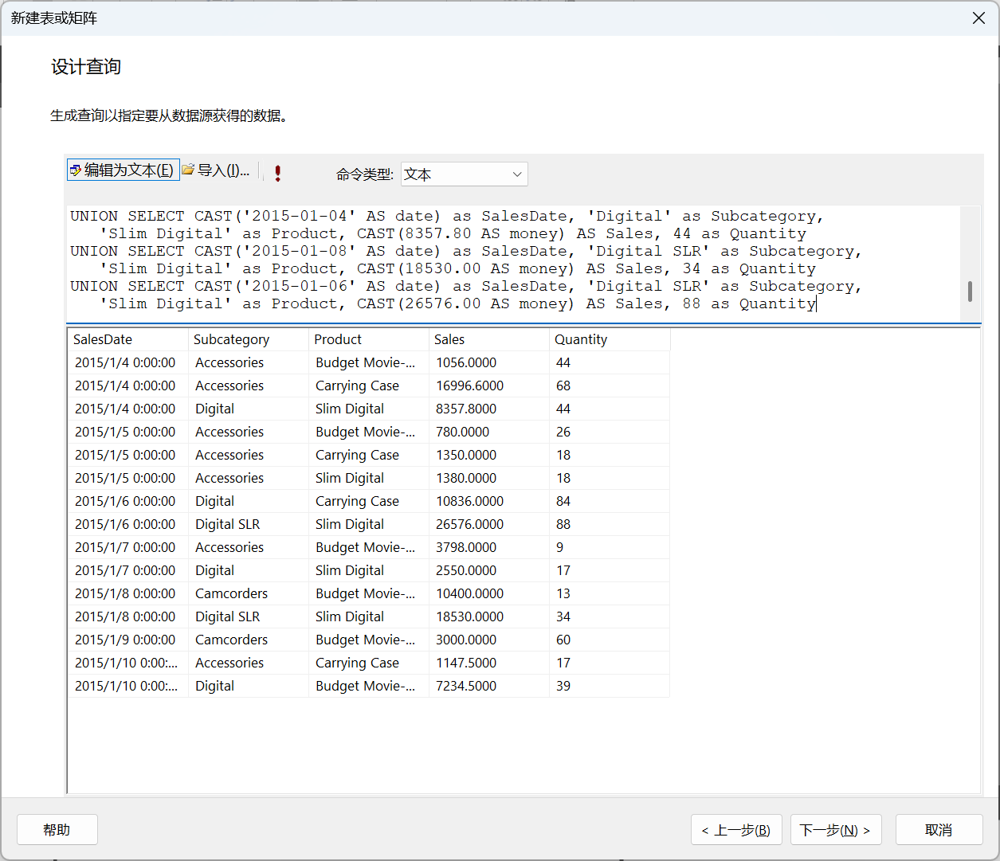 新建表或矩阵
设计查询
生成查询以指定要从数据源获得的数据。
编辑为文本(E) 导入(I)... 命令类型: 文本
UNION SELECT CAST('2015-01-04' AS date) as SalesDate, 'Digital' as Subcategory,
'Slim Digital' as Product, CAST(8357.80 AS money) AS Sales, 44 as Quantity
UNION SELECT CAST('2015-01-08' AS date) as SalesDate, 'Digital SLR' as Subcategory,
'Slim Digital' as Product, CAST(18530.00 AS money) AS Sales, 34 as Quantity
UNION SELECT CAST('2015-01-06' AS date) as SalesDate, 'Digital SLR' as Subcategory,
'Slim Digital' as Product, CAST(26576.00 AS money) AS Sales, 88 as Quantity
SalesDate Subcategory Product Sales Quantity
2015/1/4 0:00:00 Accessories Budget Movie-... 1056.0000 44
2015/1/4 0:00:00 Accessories Carrying Case 16996.6000 68
2015/1/4 0:00:00 Digital Slim Digital 8357.8000 44
2015/1/5 0:00:00 Accessories Budget Movie-... 780.0000 26
2015/1/5 0:00:00 Accessories Carrying Case 1350.0000 18
2015/1/5 0:00:00 Accessories Slim Digital 1380.0000 18
2015/1/6 0:00:00 Digital Carrying Case 10836.0000 84
2015/1/6 0:00:00 Digital SLR Slim Digital 26576.0000 88
2015/1/7 0:00:00 Accessories Budget Movie-... 3798.0000 9
2015/1/7 0:00:00 Digital Slim Digital 2550.0000 17
2015/1/8 0:00:00 Camcorders Budget Movie-... 10400.0000 13
2015/1/8 0:00:00 Digital SLR Slim Digital 18530.0000 34
2015/1/9 0:00:00 Camcorders Budget Movie-... 3000.0000 60
2015/1/10 0:00:... Accessories Carrying Case 1147.5000 17
2015/1/10 0:00:... Digital Budget Movie-... 7234.5000 39
帮助 < 上一步(B) 下一步(N) > 取消